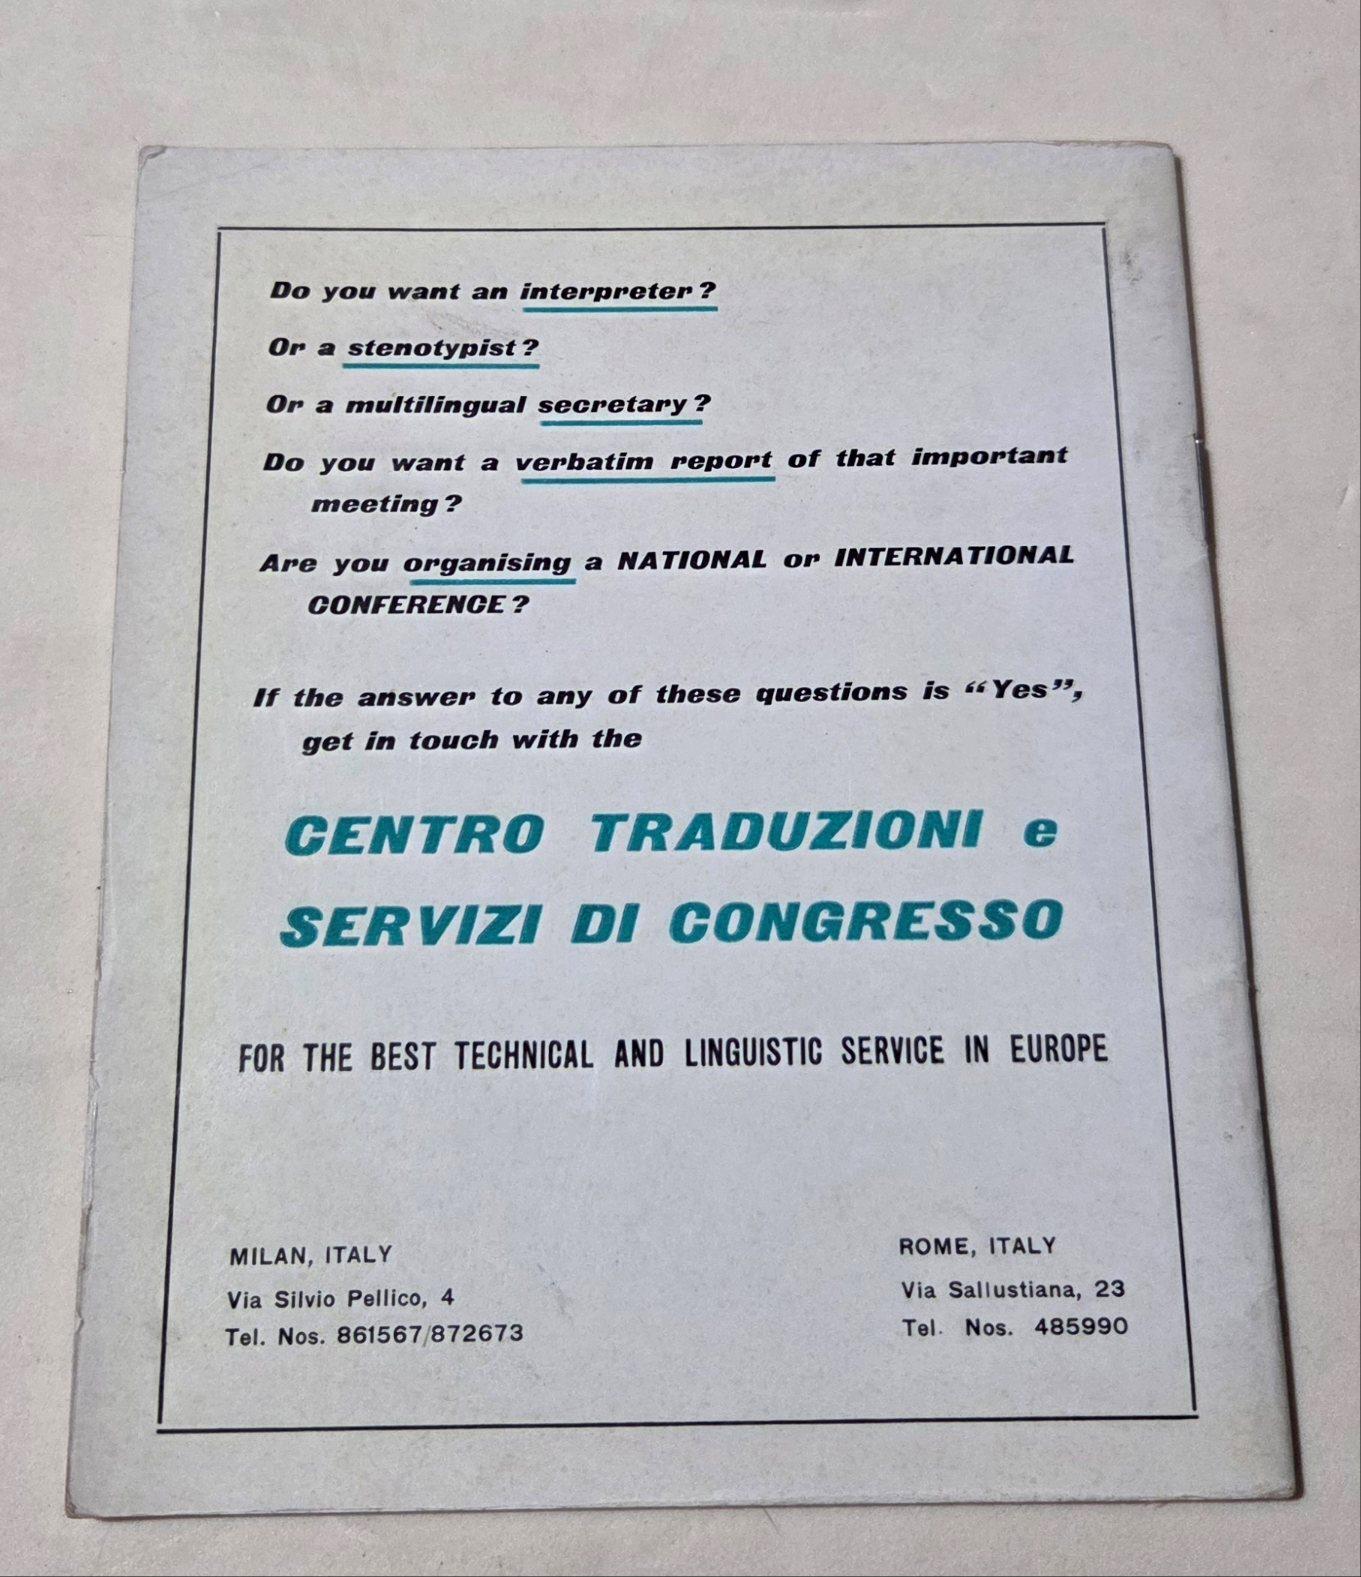 Do you want an interpreter?
Or a stenotypist?
Or a multilingual secretary?
Do you want a verbatim report of that important
meeting?
Are you organising a NATIONAL or INTERNATIONAL
CONFERENCE?
If the answer to any of these questions is “Yes”,
get in touch with the
CENTRO TRADUZIONI e
SERVIZI DI CONGRESSO
FOR THE BEST TECHNICAL AND LINGUISTIC SERVICE IN EUROPE
MILAN, ITALY
Via Silvio Pellico, 4
Tel. Nos. 861567/872673
ROME, ITALY
Via Sallustiana, 23
Tel. Nos. 485990